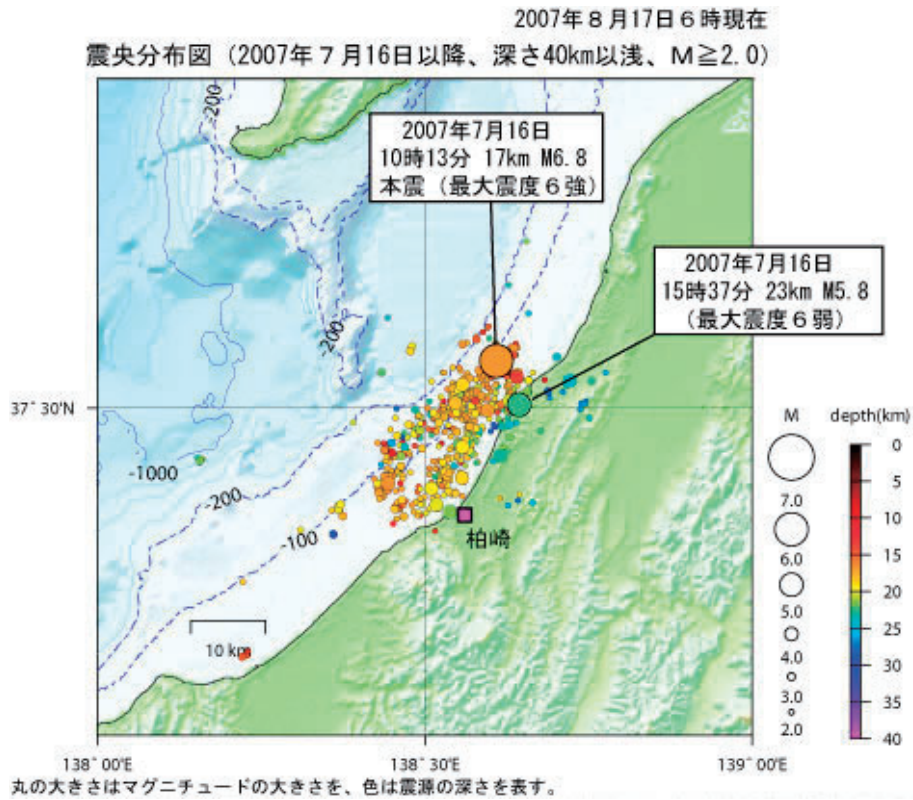 2007年８月17日６時現在
震央分布図（2007年７月16日以降、深さ40km以浅、M≧2.0）
2007年7月16日
10時13分 17km M6.8
本震（最大震度６強）
2007年7月16日
15時37分 23km M5.8
（最大震度６弱）
-200
-200
37°30'N
-1000
-200
-100
柏崎
10 km
M
7.0
6.0
5.0
4.0
3.0
2.0
depth(km)
0
5
10
15
20
25
30
35
40
138°00'E
138°30'E
139°00'E
丸の大きさはマグニチュードの大きさを、色は震源の深さを表す。